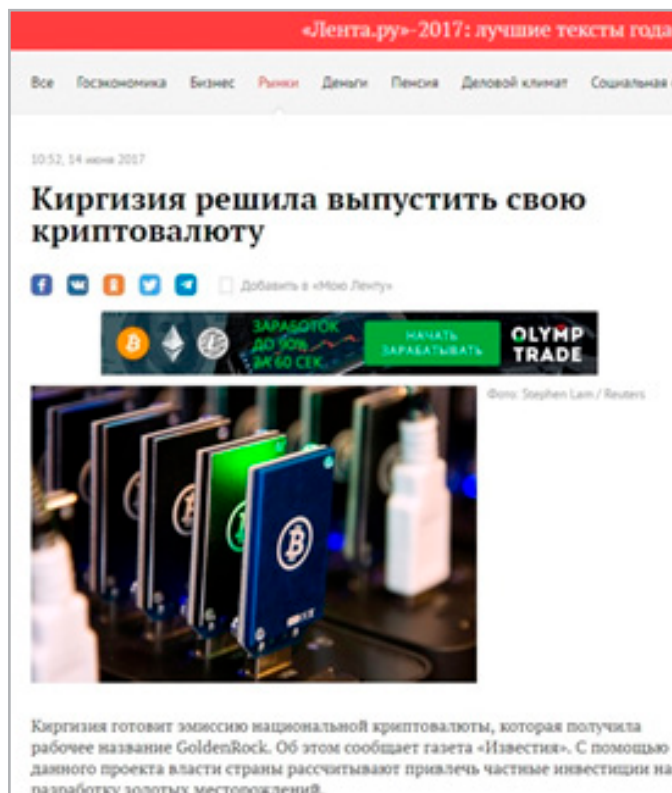 «Лента.ру»-2017: лучшие тексты года
Все Госэкономика Бизнес Рынки Деньги Пенсия Деловой климат Социальная
10:52, 14 июня 2017
Киргизия решила выпустить свою
криптовалюту
Добавить в «Мою Ленту»
ЗАРАБОТОК
ДО 90%
ЗА 60 СЕК.
НАЧАТЬ
ЗАРАБАТЫВАТЬ
OLYMP
TRADE
Фото: Stephen Lam / Reuters
Киргизия готовит эмиссию национальной криптовалюты, которая получила
рабочее название GoldenRock. Об этом сообщает газета «Известия». С помощью
данного проекта власти страны рассчитывают привлечь частные инвестиции на
разработку золотых месторождений.